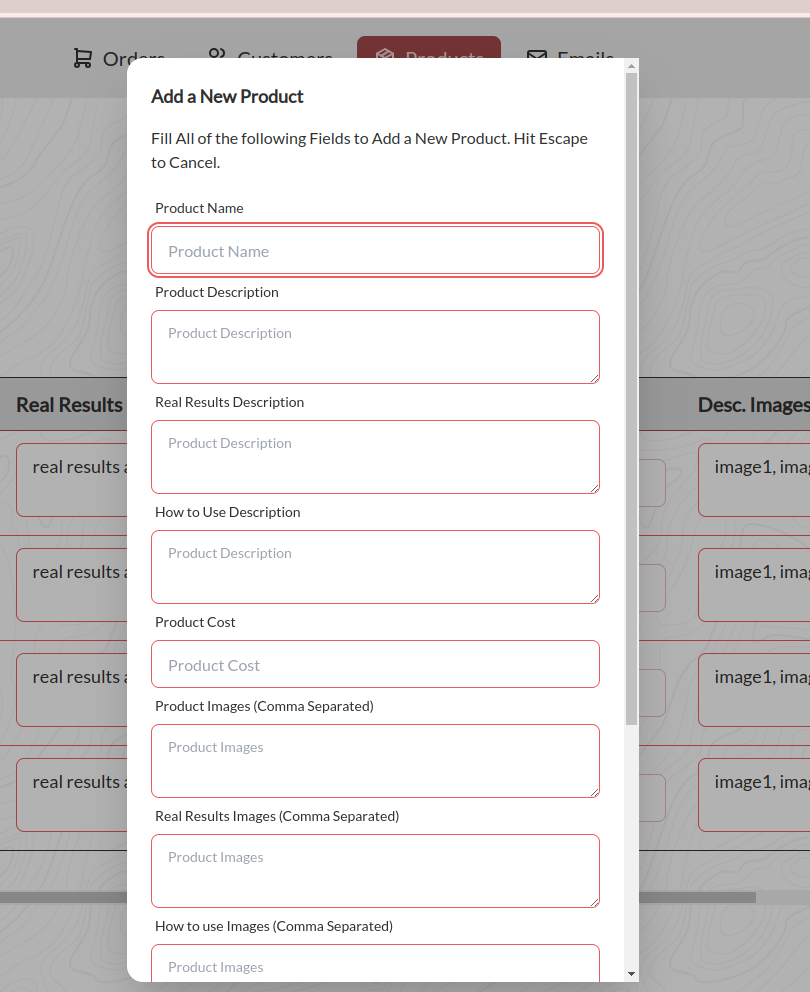 Orders Customers Products Emails
Add a New Product
Fill All of the following Fields to Add a New Product. Hit Escape
to Cancel.
Product Name
Product Name
Product Description
Product Description
Real Results Description
Product Description
How to Use Description
Product Description
Product Cost
Product Cost
Product Images (Comma Separated)
Product Images
Real Results Images (Comma Separated)
Product Images
How to use Images (Comma Separated)
Product Images
Real Results
real results a
real results a
real results a
real results a
Desc. Images
image1, imag
image1, imag
image1, imag
image1, imag